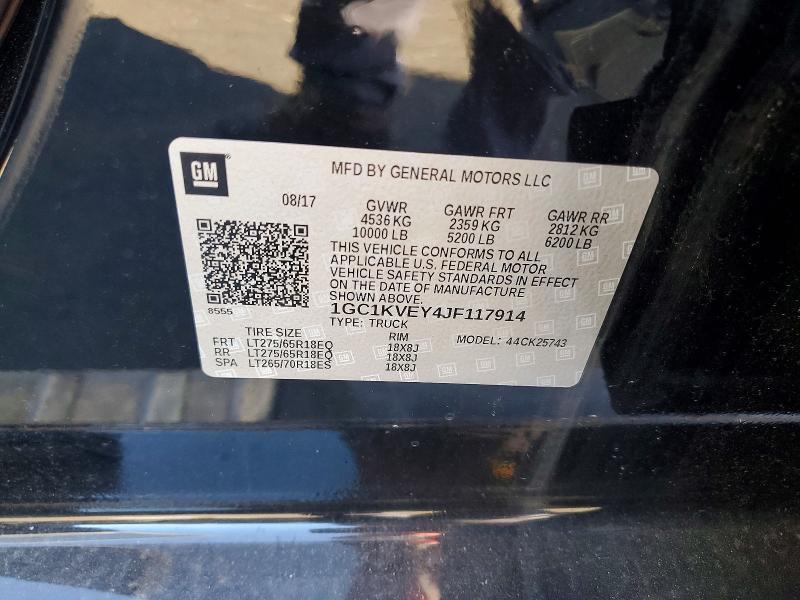 GM
MFD BY GENERAL MOTORS LLC
08/17
GVWR GAWR FRT GAWR RR
4536 KG 2359 KG 2812 KG
10000 LB 5200 LB 6200 LB
THIS VEHICLE CONFORMS TO ALL
APPLICABLE U.S. FEDERAL MOTOR
VEHICLE SAFETY STANDARDS IN EFFECT
ON THE DATE OF MANUFACTURE
SHOWN ABOVE.
8555
1GC1KVEY4JF117914
TYPE: TRUCK
TIRE SIZE RIM MODEL: 44CK25743
FRT LT275/65R18EQ 18X8J
RR LT275/65R18EQ 18X8J
SPA LT265/70R18ES 18X8J